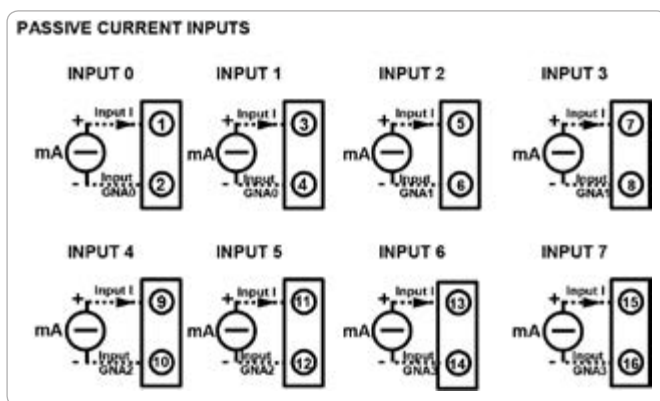 PASSIVE CURRENT INPUTS
INPUT 0 INPUT 1 INPUT 2 INPUT 3
+ Input I 1 + Input I 3 + Input I 5 + Input I 7
mA mA mA mA
- Input GNA0 2 - Input GNA0 4 - Input GNA1 6 - Input GNA1 8
INPUT 4 INPUT 5 INPUT 6 INPUT 7
+ Input I 9 + Input I 11 + Input I 13 + Input I 15
mA mA mA mA
- Input GNA2 10 - Input GNA2 12 - Input GNA3 14 - Input GNA3 16